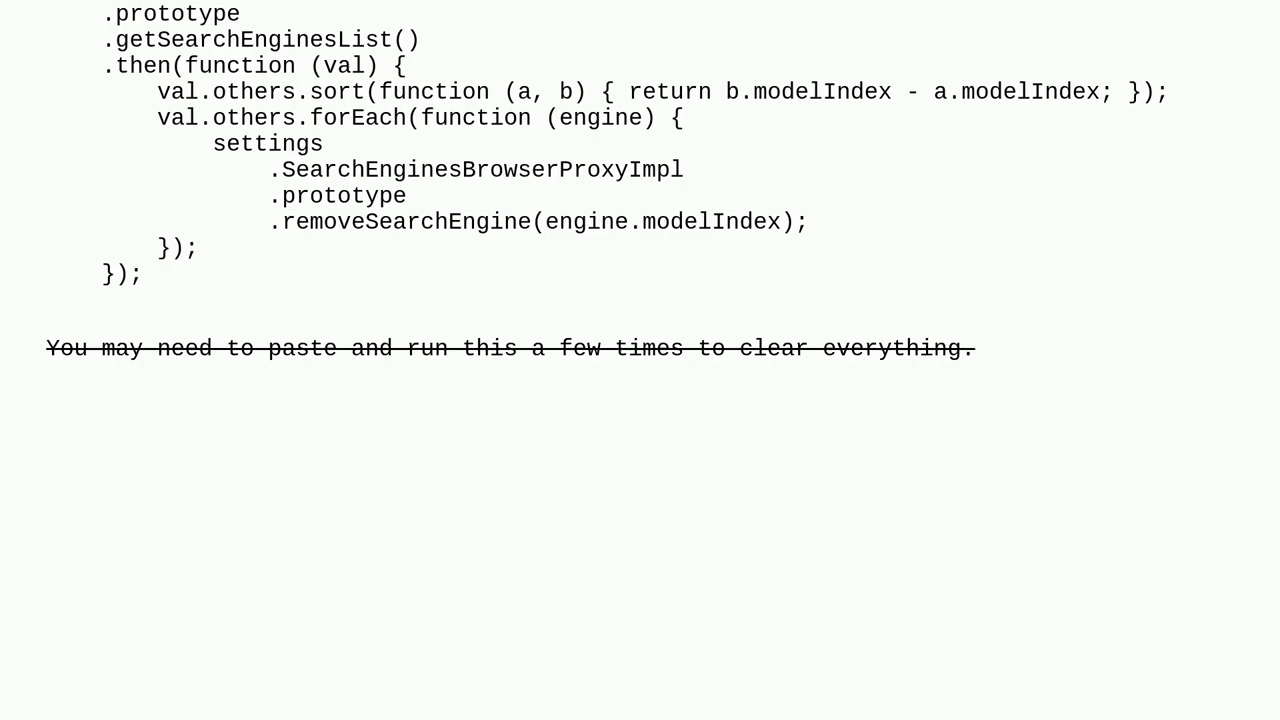 .prototype
.getSearchEnginesList()
.then(function (val) {
val.others.sort(function (a, b) { return b.modelIndex - a.modelIndex; });
val.others.forEach(function (engine) {
settings
.SearchEnginesBrowserProxyImpl
.prototype
.removeSearchEngine(engine.modelIndex);
});
});
You may need to paste and run this a few times to clear everything.